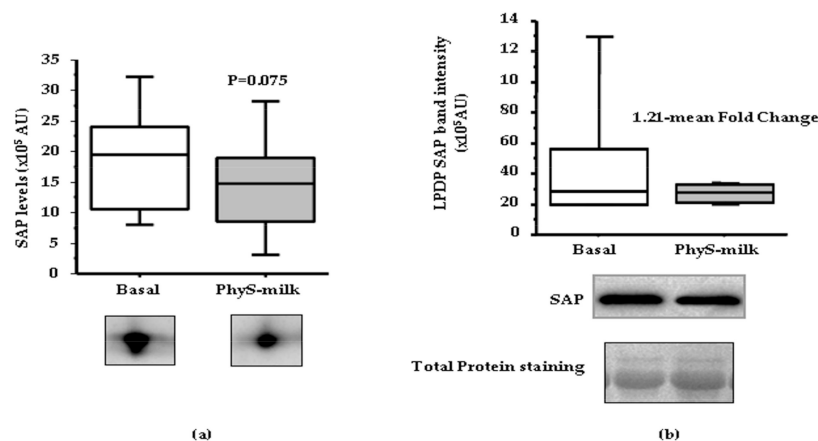 SAP levels (x10⁵ AU)
35
30
25
20
15
10
5
0
P=0.075
Basal
PhyS-milk
(a)
LPDP SAP band intensity
(x10⁵AU)
14
12
10
80
60
40
20
0
1.21-mean Fold Change
Basal
PhyS-milk
SAP
Total Protein staining
(b)